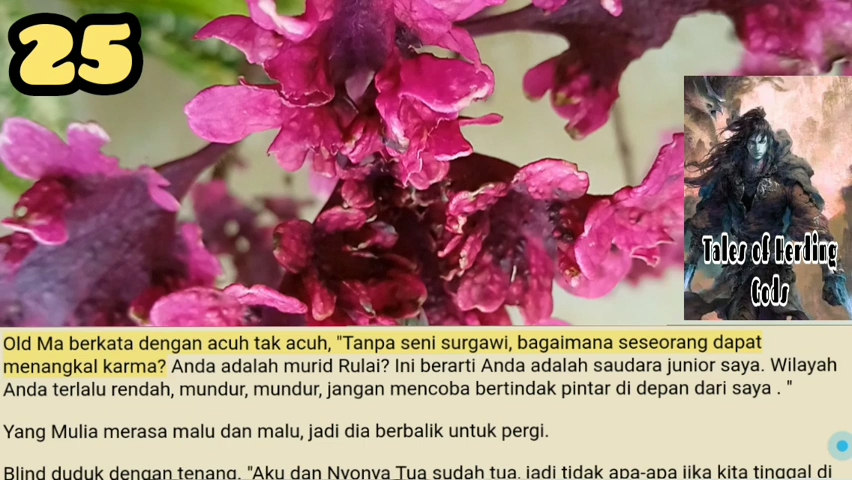 25
Tales of Herding
Gods
Old Ma berkata dengan acuh tak acuh, "Tanpa seni surgawi, bagaimana seseorang dapat
menangkal karma? Anda adalah murid Rulai? Ini berarti Anda adalah saudara junior saya. Wilayah
Anda terlalu rendah, mundur, mundur, jangan mencoba bertindak pintar di depan dari saya . "
Yang Mulia merasa malu dan malu, jadi dia berbalik untuk pergi.
Blind duduk dengan tenang. "Aku dan Nyonya Tua sudah tua, jadi tidak apa-apa jika kita tinggal di